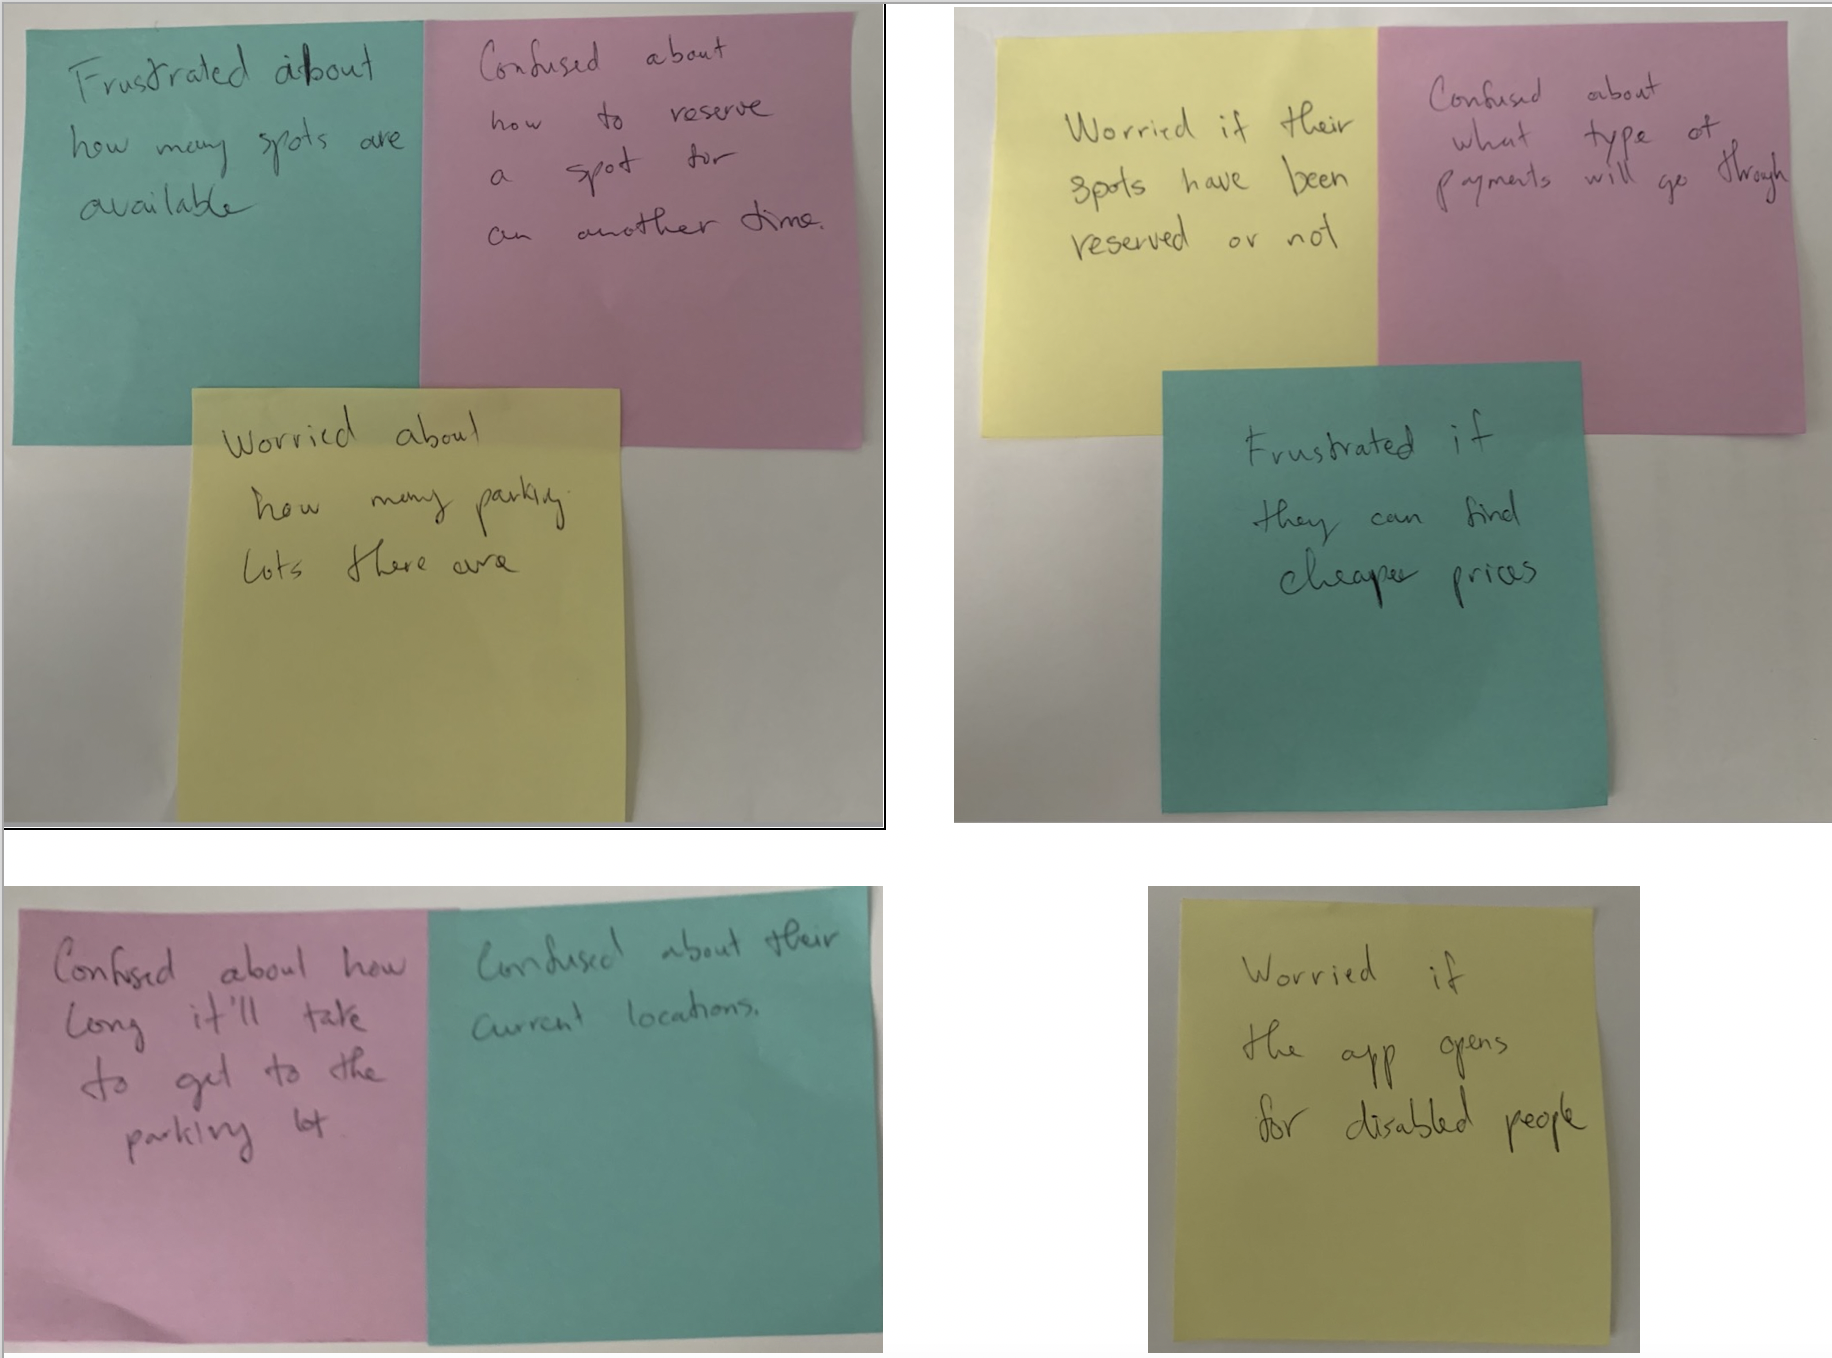 Frustrated about
how many spots are
available
Confused about
how to reserve
a spot for
an another time.
Worried about
how many parking
lots there are
Worried if their
spots have been
reserved or not
Confused about
what type of
payments will go through
Frustrated if
they can find
cheaper prices
Confused about how
long it'll take
to get to the
parking lot
Confused about their
current locations.
Worried if
the app opens
for disabled people